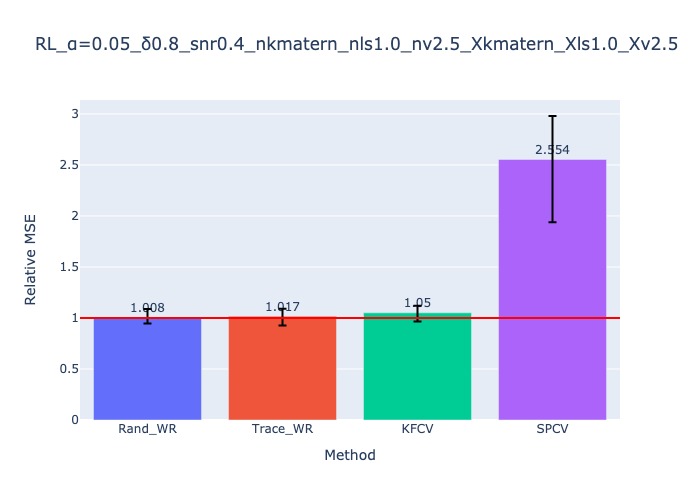 RL_α=0.05_δ0.8_snr0.4_nkmatern_nls1.0_nv2.5_Xkmatern_Xls1.0_Xv2.5
Relative MSE
3
2.5
2
1.5
1
0.5
0
1.008
1.017
1.05
2.554
Rand_WR
Trace_WR
KFCV
SPCV
Method